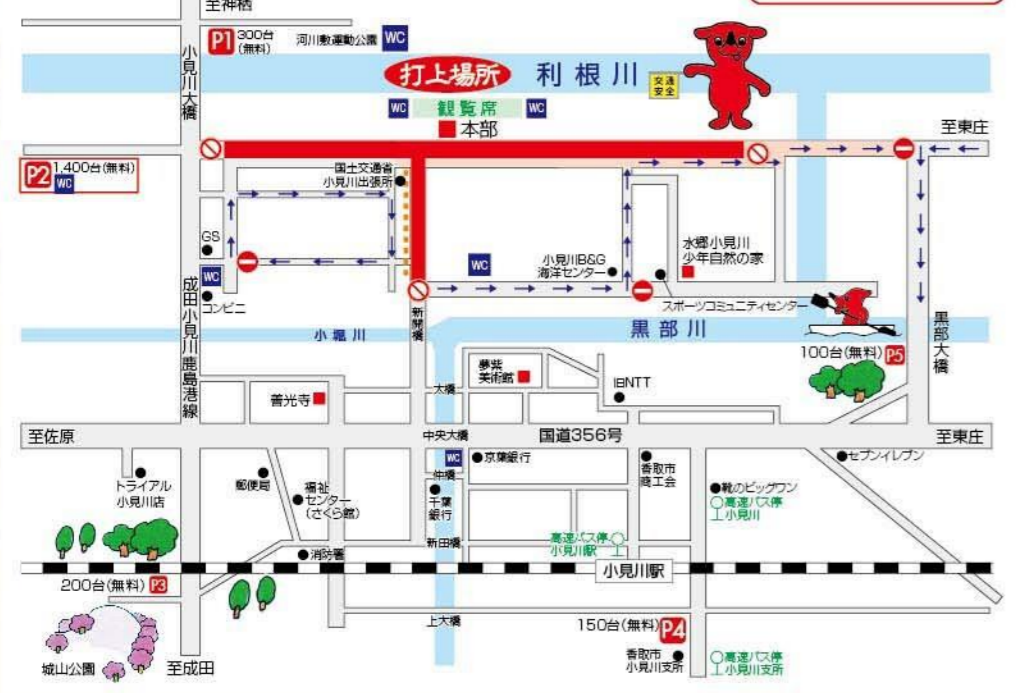 至神栖
P1
300台
(無料)
河川敷運動公園
WC
小見川大橋
打上場所
利根川
交通
安全
WC
観覧席
WC
本部
至東庄
P2
1,400台(無料)
WC
国土交通省
小見川出張所
GS
WC
コンビニ
WC
小見川B&G
海洋センター
水郷小見川
少年自然の家
スポーツコミュニティセンター
成田小見川鹿島港線
新開橋
小堀川
黒部川
黒部大橋
100台(無料)
P5
夢紫
美術館
IBNTT
善光寺
大橋
至佐原
中央大橋
国道356号
至東庄
WC
京葉銀行
仲橋
香取市
商工会
セブンイレブン
トライアル
小見川店
郵便局
福祉
センター
(さくら館)
千葉
銀行
靴のビッグワン
高速バス停
小見川
新田橋
高速バス停
小見川駅
消防署
小見川駅
200台(無料)
P3
上大橋
150台(無料)
P4
城山公園
至成田
香取市
小見川支所
高速バス停
小見川支所